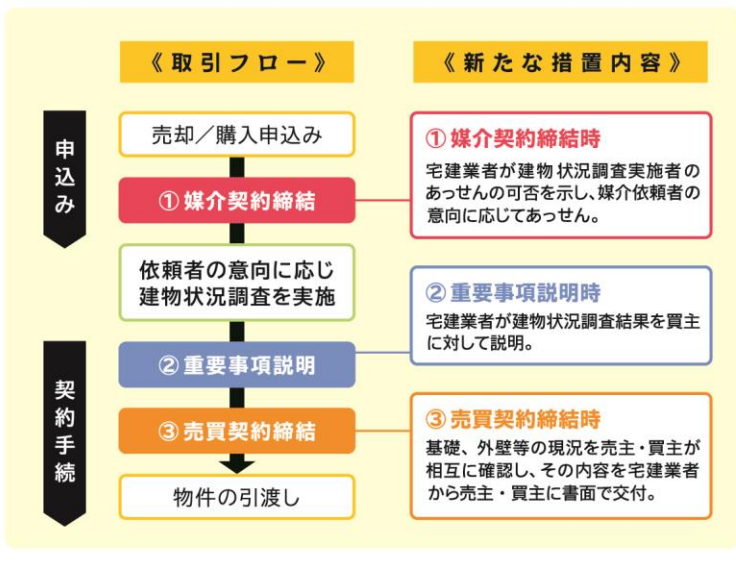 《取引フロー》
《新たな措置内容》
申込み
売却／購入申込み
①媒介契約締結
依頼者の意向に応じ
建物状況調査を実施
契約手続
②重要事項説明
③売買契約締結
物件の引渡し
①媒介契約締結時
宅建業者が建物状況調査実施者の
あっせんの可否を示し、媒介依頼者の
意向に応じてあっせん。
②重要事項説明時
宅建業者が建物状況調査結果を買主
に対して説明。
③売買契約締結時
基礎、外壁等の現況を売主・買主が
相互に確認し、その内容を宅建業者
から売主・買主に書面で交付。